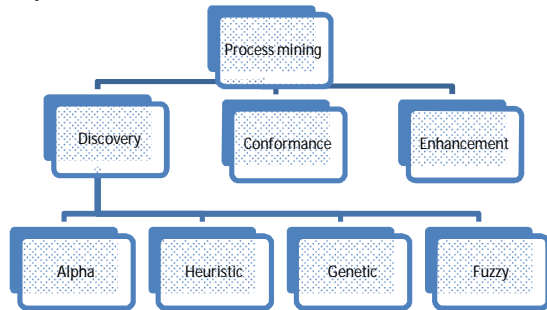 Process mining
Discovery
Conformance
Enhancement
Alpha
Heuristic
Genetic
Fuzzy